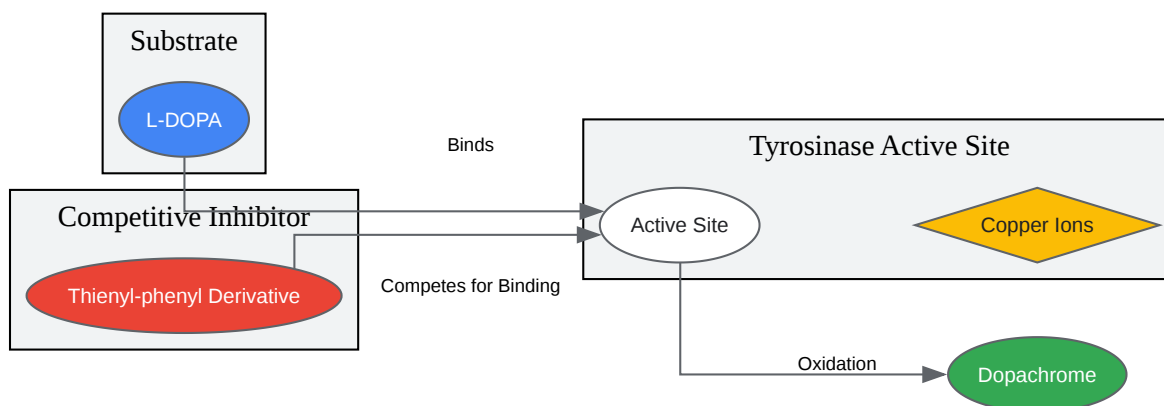 Substrate
L-DOPA
Binds
Tyrosinase Active Site
Competitive Inhibitor
Active Site
Copper Ions
Competes for Binding
Thienyl-phenyl Derivative
Oxidation
Dopachrome